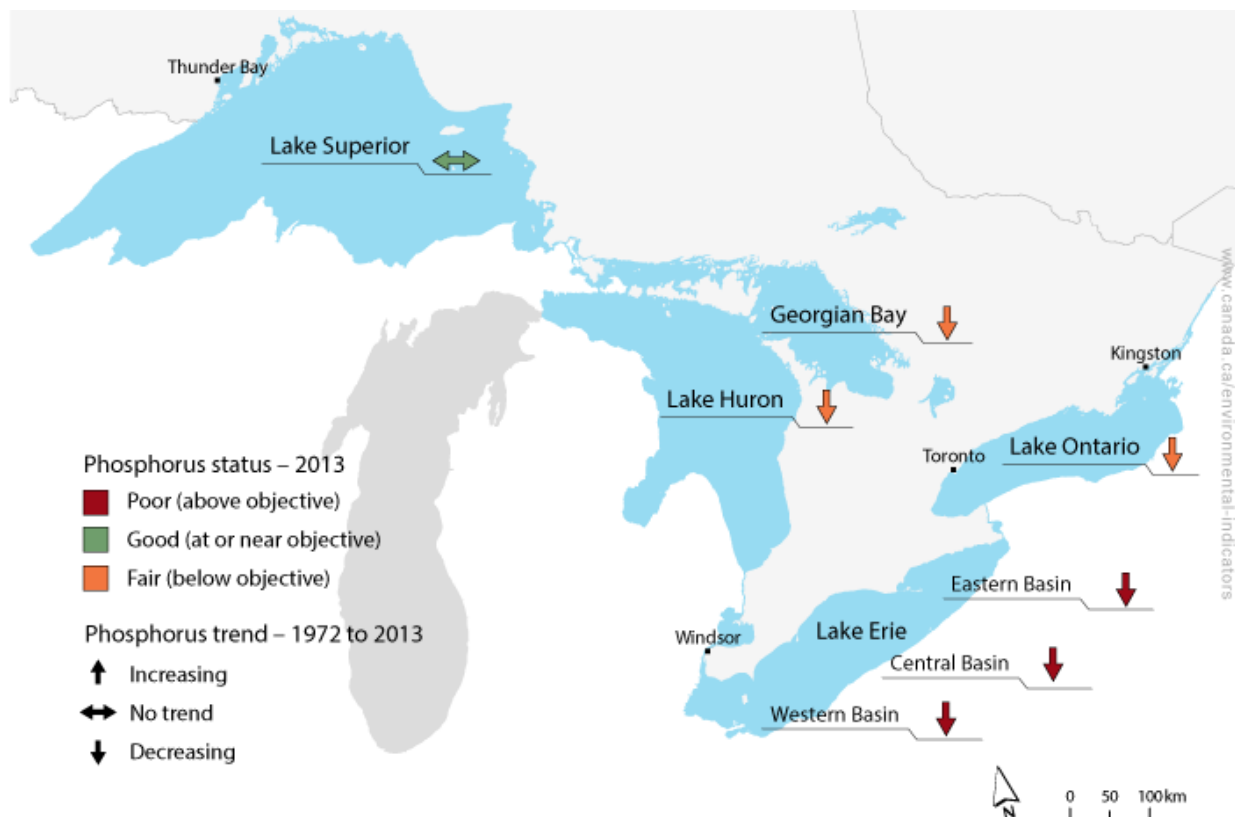 Thunder Bay
Lake Superior
Georgian Bay
Kingston
Lake Huron
Lake Ontario
Toronto
www.canada.ca/environmental-indicators
Phosphorus status – 2013
Poor (above objective)
Good (at or near objective)
Fair (below objective)
Eastern Basin
Phosphorus trend – 1972 to 2013
Windsor
Lake Erie
Increasing
Central Basin
No trend
Western Basin
Decreasing
N
0 50 100km